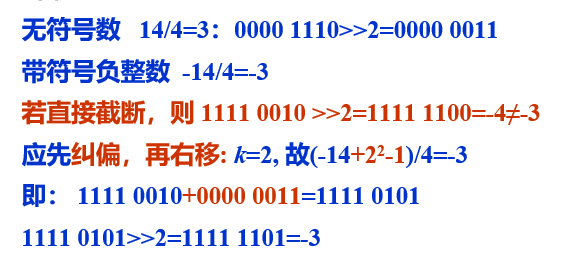 无符号数 14/4=3：0000 1110>>2=0000 0011
带符号负整数 -14/4=-3
若直接截断，则 1111 0010 >>2=1111 1100=-4≠-3
应先纠偏，再右移: k=2, 故(-14+2²-1)/4=-3
即： 1111 0010+0000 0011=1111 0101
1111 0101>>2=1111 1101=-3